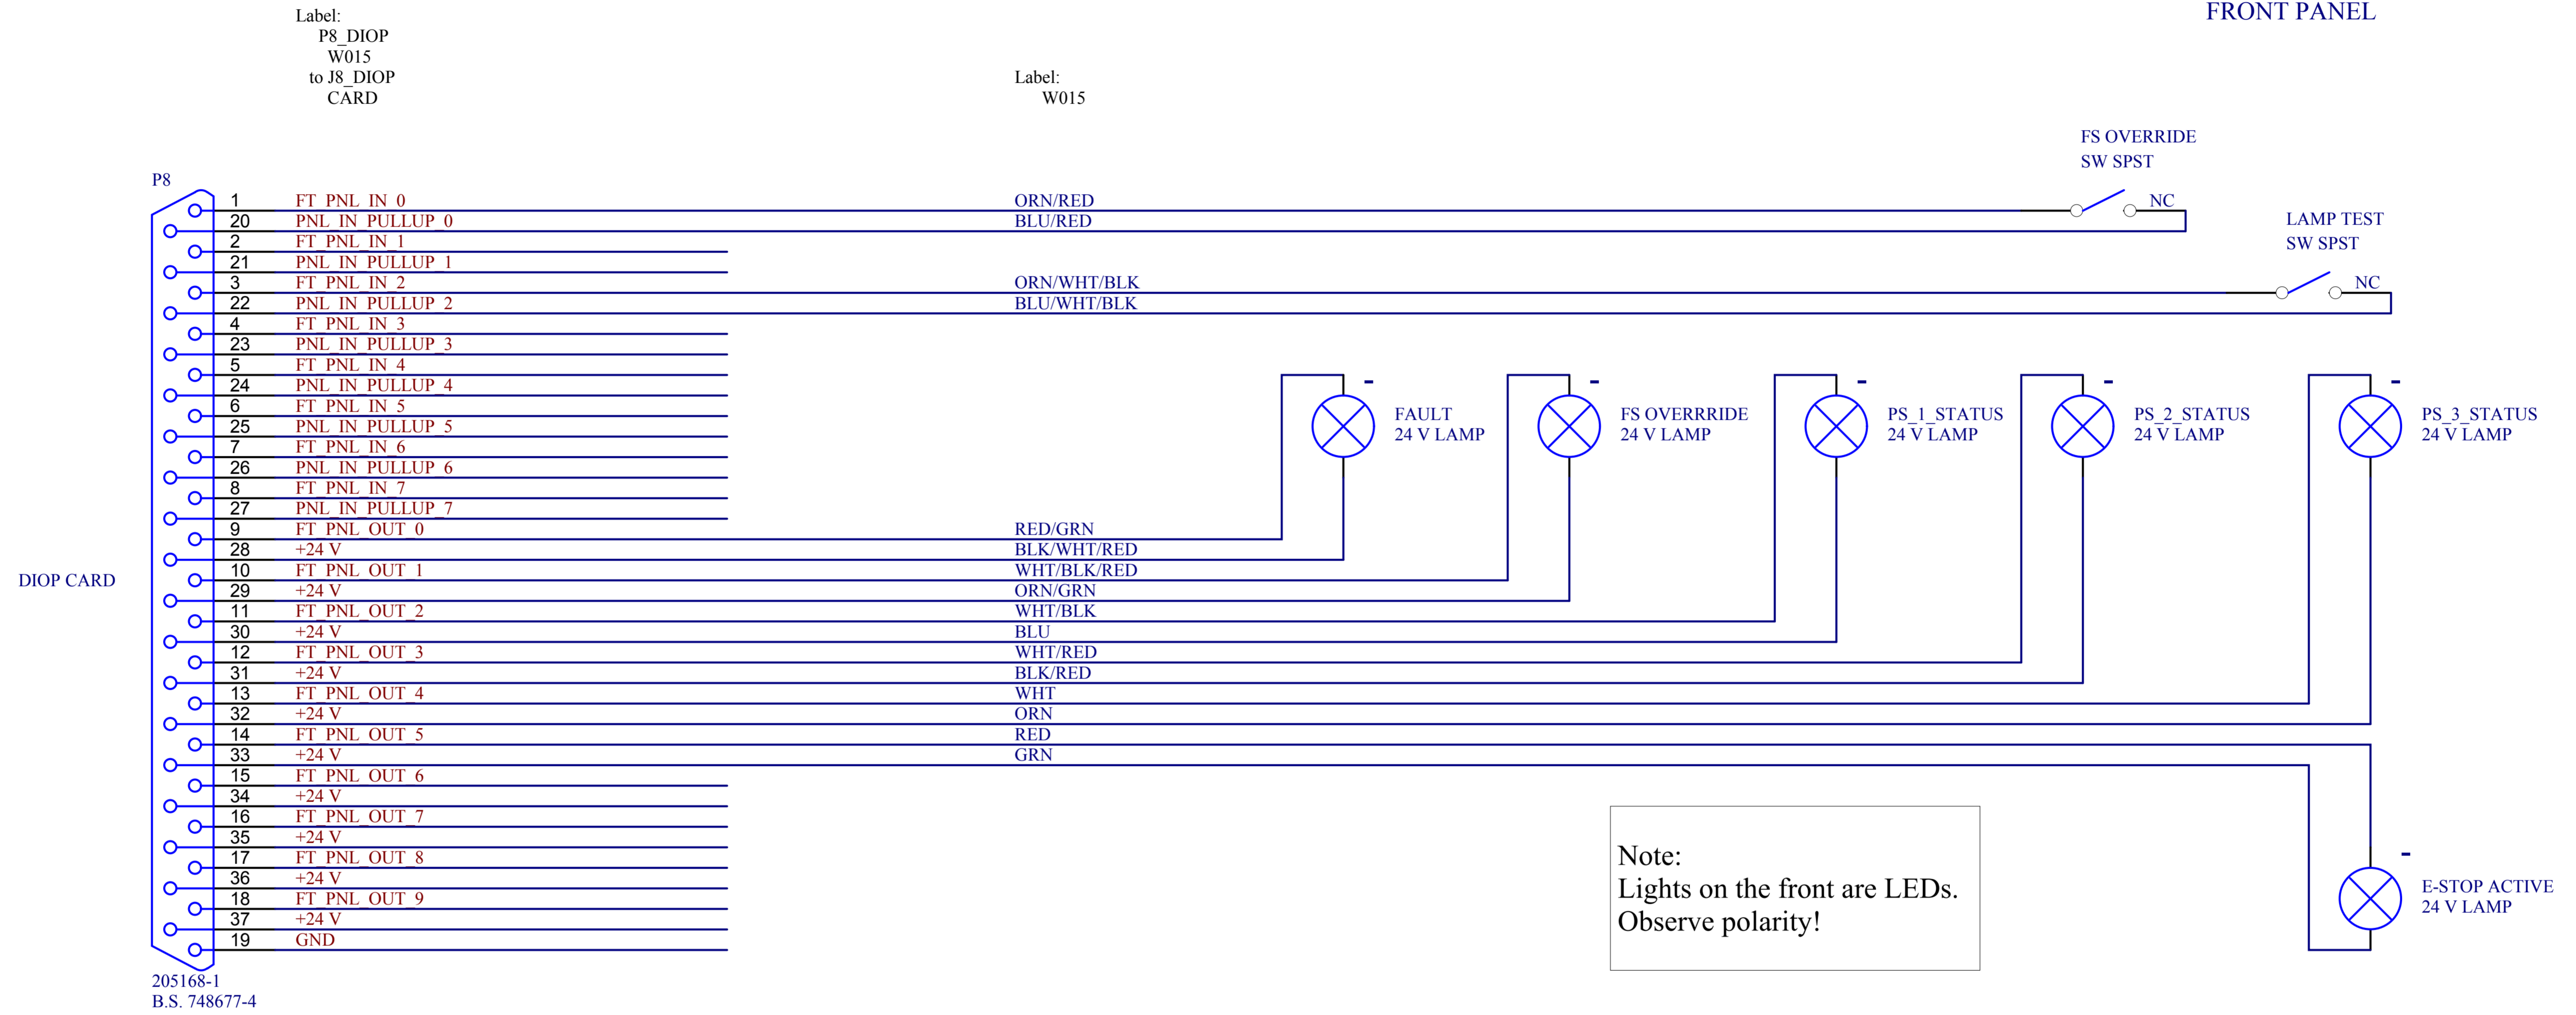 FRONT PANEL
Label:
P8_DIOP
W015
to J8_DIOP
CARD
Label:
W015
FS OVERRIDE
SW SPST
NC
LAMP TEST
SW SPST
NC
P8
1 FT_PNL_IN_0 ORN/RED
20 PNL_IN_PULLUP_0 BLU/RED
2 FT_PNL_IN_1
21 PNL_IN_PULLUP_1
3 FT_PNL_IN_2 ORN/WHT/BLK
22 PNL_IN_PULLUP_2 BLU/WHT/BLK
4 FT_PNL_IN_3
23 PNL_IN_PULLUP_3
5 FT_PNL_IN_4
24 PNL_IN_PULLUP_4
6 FT_PNL_IN_5
25 PNL_IN_PULLUP_5
7 FT_PNL_IN_6
26 PNL_IN_PULLUP_6
8 FT_PNL_IN_7
27 PNL_IN_PULLUP_7
9 FT_PNL_OUT_0 RED/GRN
28 +24 V BLK/WHT/RED
10 FT_PNL_OUT_1 WHT/BLK/RED
29 +24 V ORN/GRN
11 FT_PNL_OUT_2 WHT/BLK
30 +24 V BLU
12 FT_PNL_OUT_3 WHT/RED
31 +24 V BLK/RED
13 FT_PNL_OUT_4 WHT
32 +24 V ORN
14 FT_PNL_OUT_5 RED
33 +24 V GRN
15 FT_PNL_OUT_6
34 +24 V
16 FT_PNL_OUT_7
35 +24 V
17 FT_PNL_OUT_8
36 +24 V
18 FT_PNL_OUT_9
37 +24 V
19 GND
DIOP CARD
205168-1
B.S. 748677-4
-
FAULT
24 V LAMP
-
FS OVERRRIDE
24 V LAMP
-
PS_1_STATUS
24 V LAMP
-
PS_2_STATUS
24 V LAMP
-
PS_3_STATUS
24 V LAMP
Note:
Lights on the front are LEDs.
Observe polarity!
-
E-STOP ACTIVE
24 V LAMP